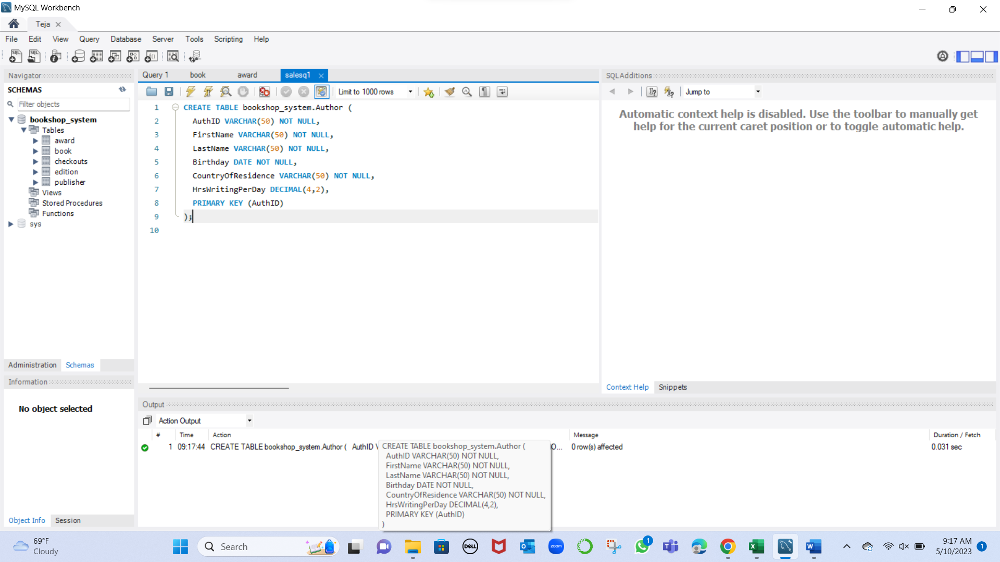 MySQL Workbench
Teja
File Edit View Query Database Server Tools Scripting Help
Navigator
SCHEMAS
Filter objects
bookshop_system
Tables
award
book
checkouts
edition
publisher
Views
Stored Procedures
Functions
sys
Administration Schemas
Information
No object selected
Object Info Session
Query 1 book award salesq1
Limit to 1000 rows
1 CREATE TABLE bookshop_system.Author (
2 AuthID VARCHAR(50) NOT NULL,
3 FirstName VARCHAR(50) NOT NULL,
4 LastName VARCHAR(50) NOT NULL,
5 Birthday DATE NOT NULL,
6 CountryOfResidence VARCHAR(50) NOT NULL,
7 HrsWritingPerDay DECIMAL(4,2),
8 PRIMARY KEY (AuthID)
9 );
10
SQLAdditions
Jump to
Automatic context help is disabled. Use the toolbar to manually get
help for the current caret position or to toggle automatic help.
Context Help Snippets
Output
Action Output
# Time Action Message Duration / Fetch
1 09:17:44 CREATE TABLE bookshop_system.Author ( AuthID O... 0 row(s) affected 0.031 sec
CREATE TABLE bookshop_system.Author (
AuthID VARCHAR(50) NOT NULL,
FirstName VARCHAR(50) NOT NULL,
LastName VARCHAR(50) NOT NULL,
Birthday DATE NOT NULL,
CountryOfResidence VARCHAR(50) NOT NULL,
HrsWritingPerDay DECIMAL(4,2),
PRIMARY KEY (AuthID)
)
69°F
Cloudy
Search
DELL
zoom
1
9:17 AM
5/10/2023
1